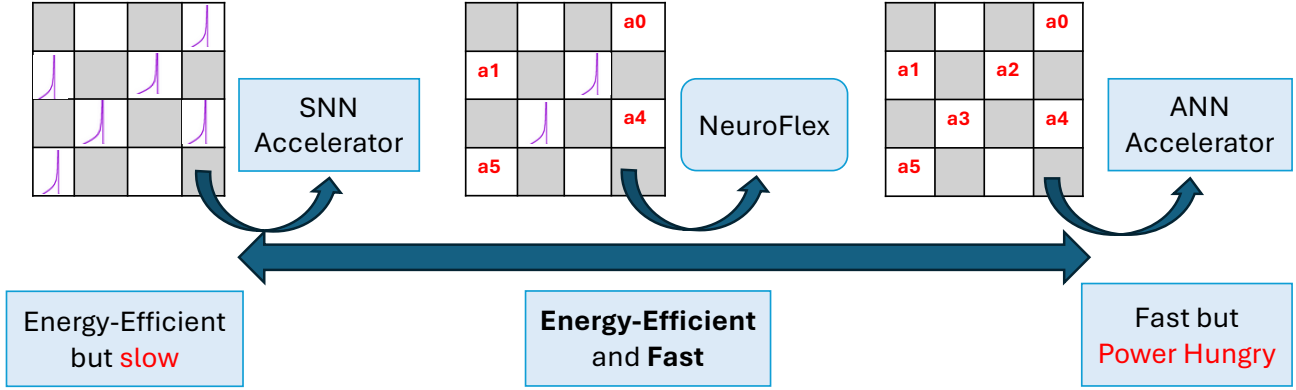 a0
a0
a1
a1
a2
a4
a3
a4
a5
a5
SNN
Accelerator
NeuroFlex
ANN
Accelerator
Energy-Efficient
but slow
Energy-Efficient
and Fast
Fast but
Power Hungry